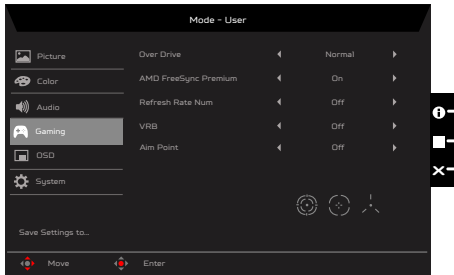 Mode - User
Picture
Color
Audio
Gaming
OSD
System
Save Settings to...
Over Drive Normal
AMD FreeSync Premium On
Refresh Rate Num Off
VRB Off
Aim Point Off
Move Enter